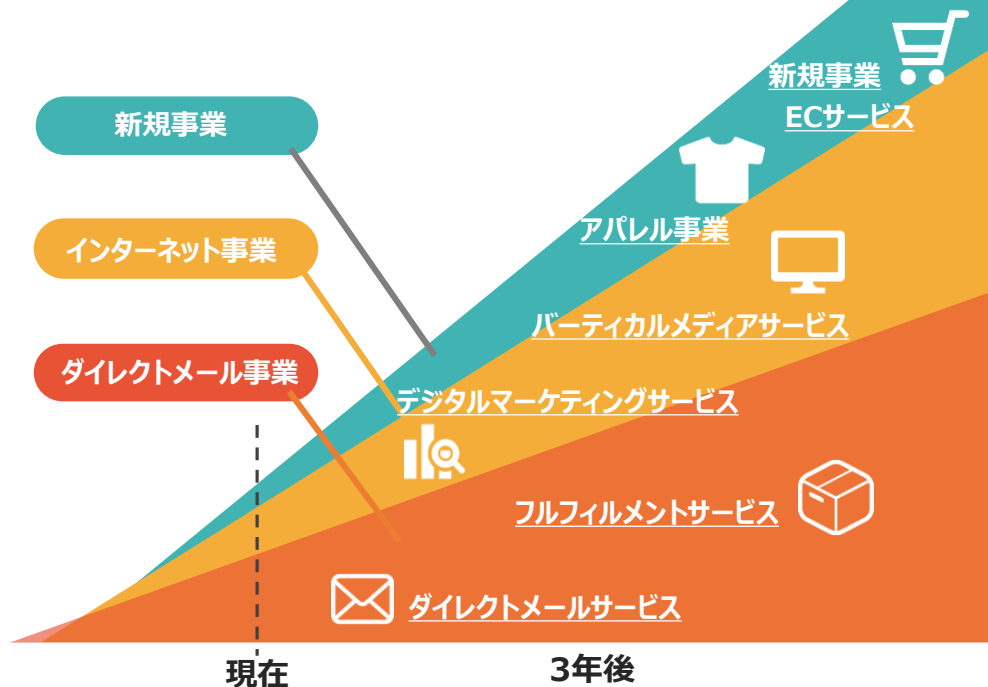 新規事業
ECサービス
新規事業
アパレル事業
インターネット事業
バーティカルメディアサービス
ダイレクトメール事業
デジタルマーケティングサービス
フルフィルメントサービス
ダイレクトメールサービス
現在
3年後